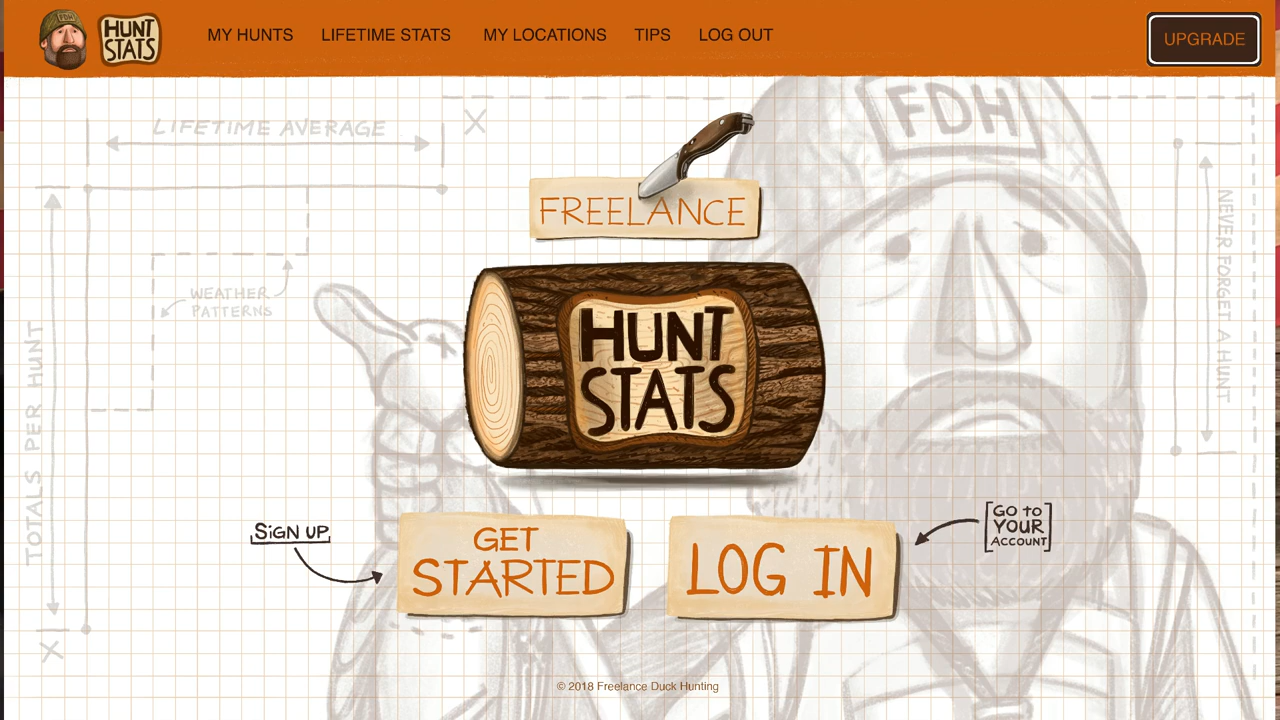 FDH
HUNT
STATS
MY HUNTS
LIFETIME STATS
MY LOCATIONS
TIPS
LOG OUT
UPGRADE
FDH
LIFETIME AVERAGE
X
FREELANCE
NEVER FORGET A HUNT
WEATHER
PATTERNS
TOTALS PER HUNT
HUNT
STATS
SiGN UP
GET
STARTED
LOG IN
GO to
YOUR
ACCOUNT
X
© 2018 Freelance Duck Hunting